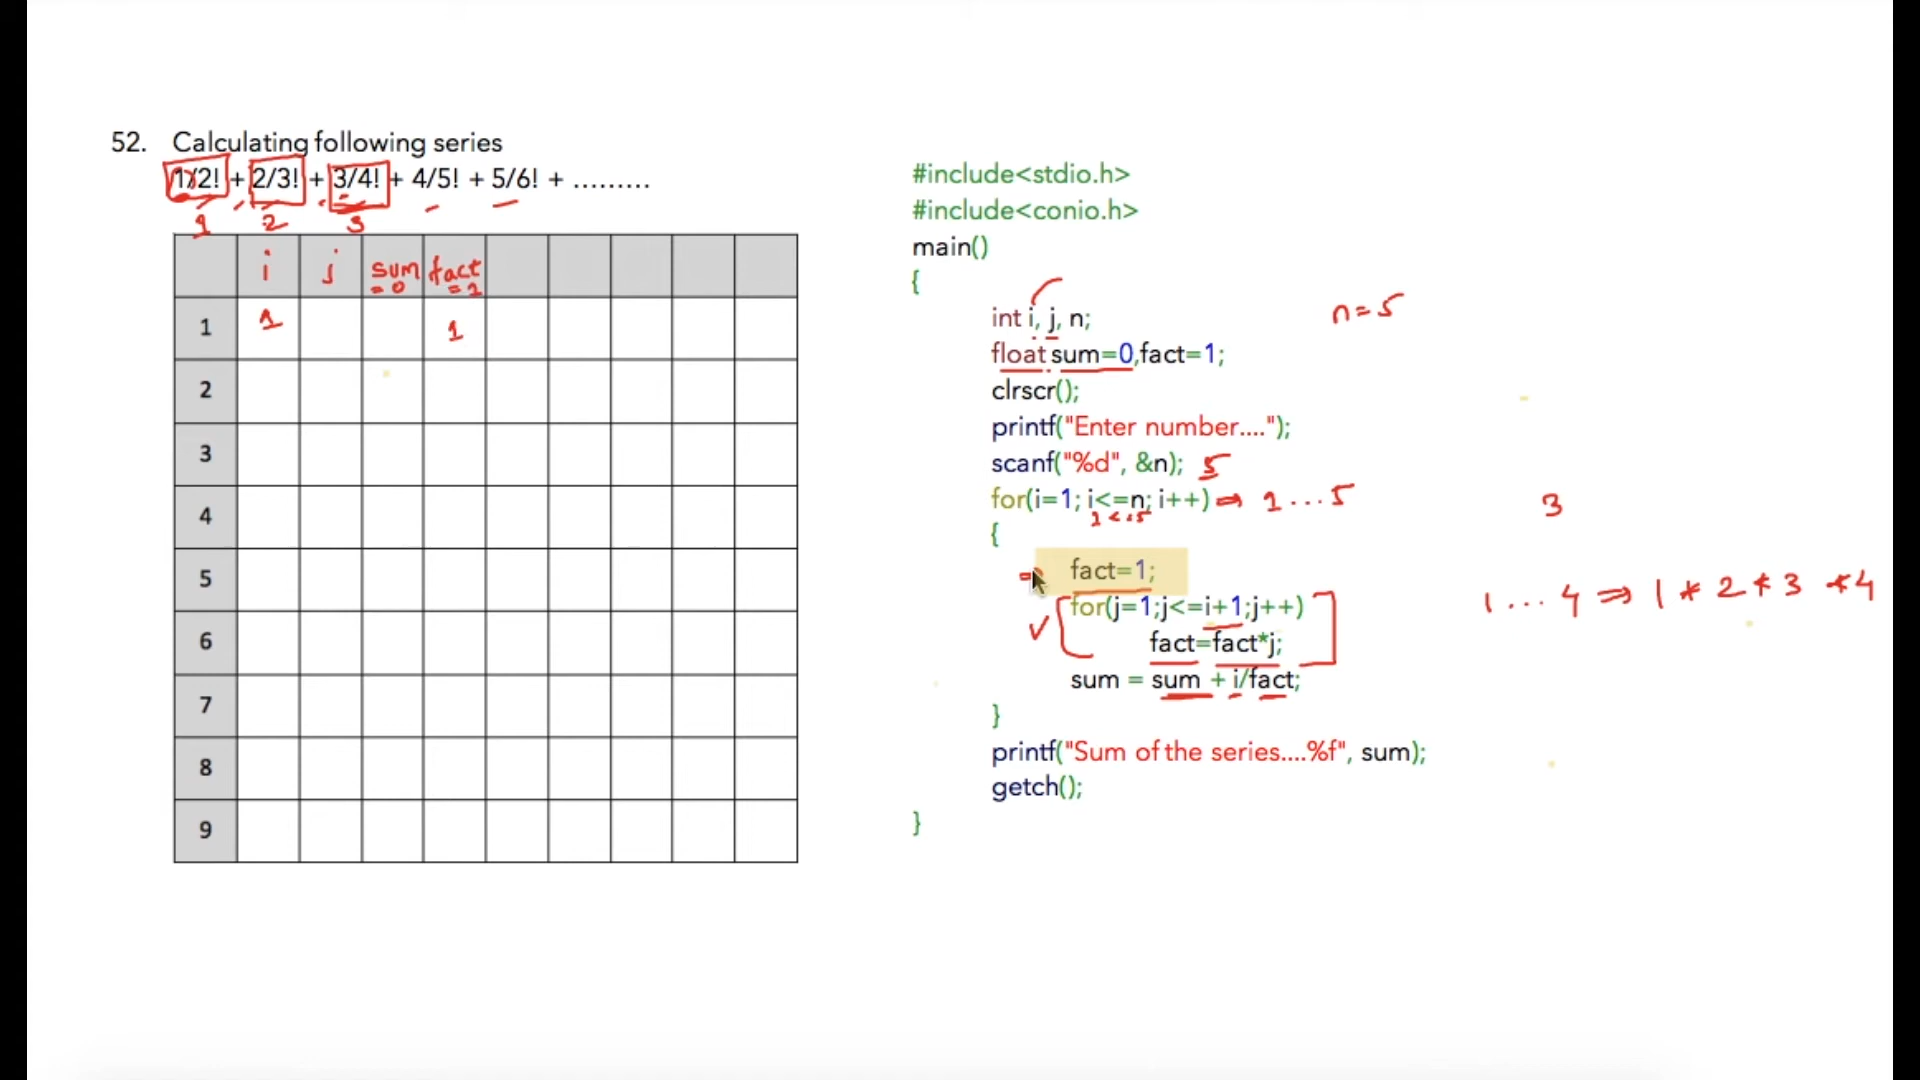 52. Calculating following series
1/2! + 2/3! + 3/4! + 4/5! + 5/6! + .........
1 2 3
i j sum=0 fact=1
1 1 1
2
3
4
5
6
7
8
9
#include<stdio.h>
#include<conio.h>
main()
{
int i, j, n; n=5
float sum=0,fact=1;
clrscr();
printf("Enter number....");
scanf("%d", &n); 5
for(i=1; i<=n; i++) ⇒ 1...5
1<=5
3
{
fact=1;
for(j=1;j<=i+1;j++) 1...4 ⇒ 1*2*3*4
fact=fact*j;
sum = sum + i/fact;
}
printf("Sum of the series....%f", sum);
getch();
}